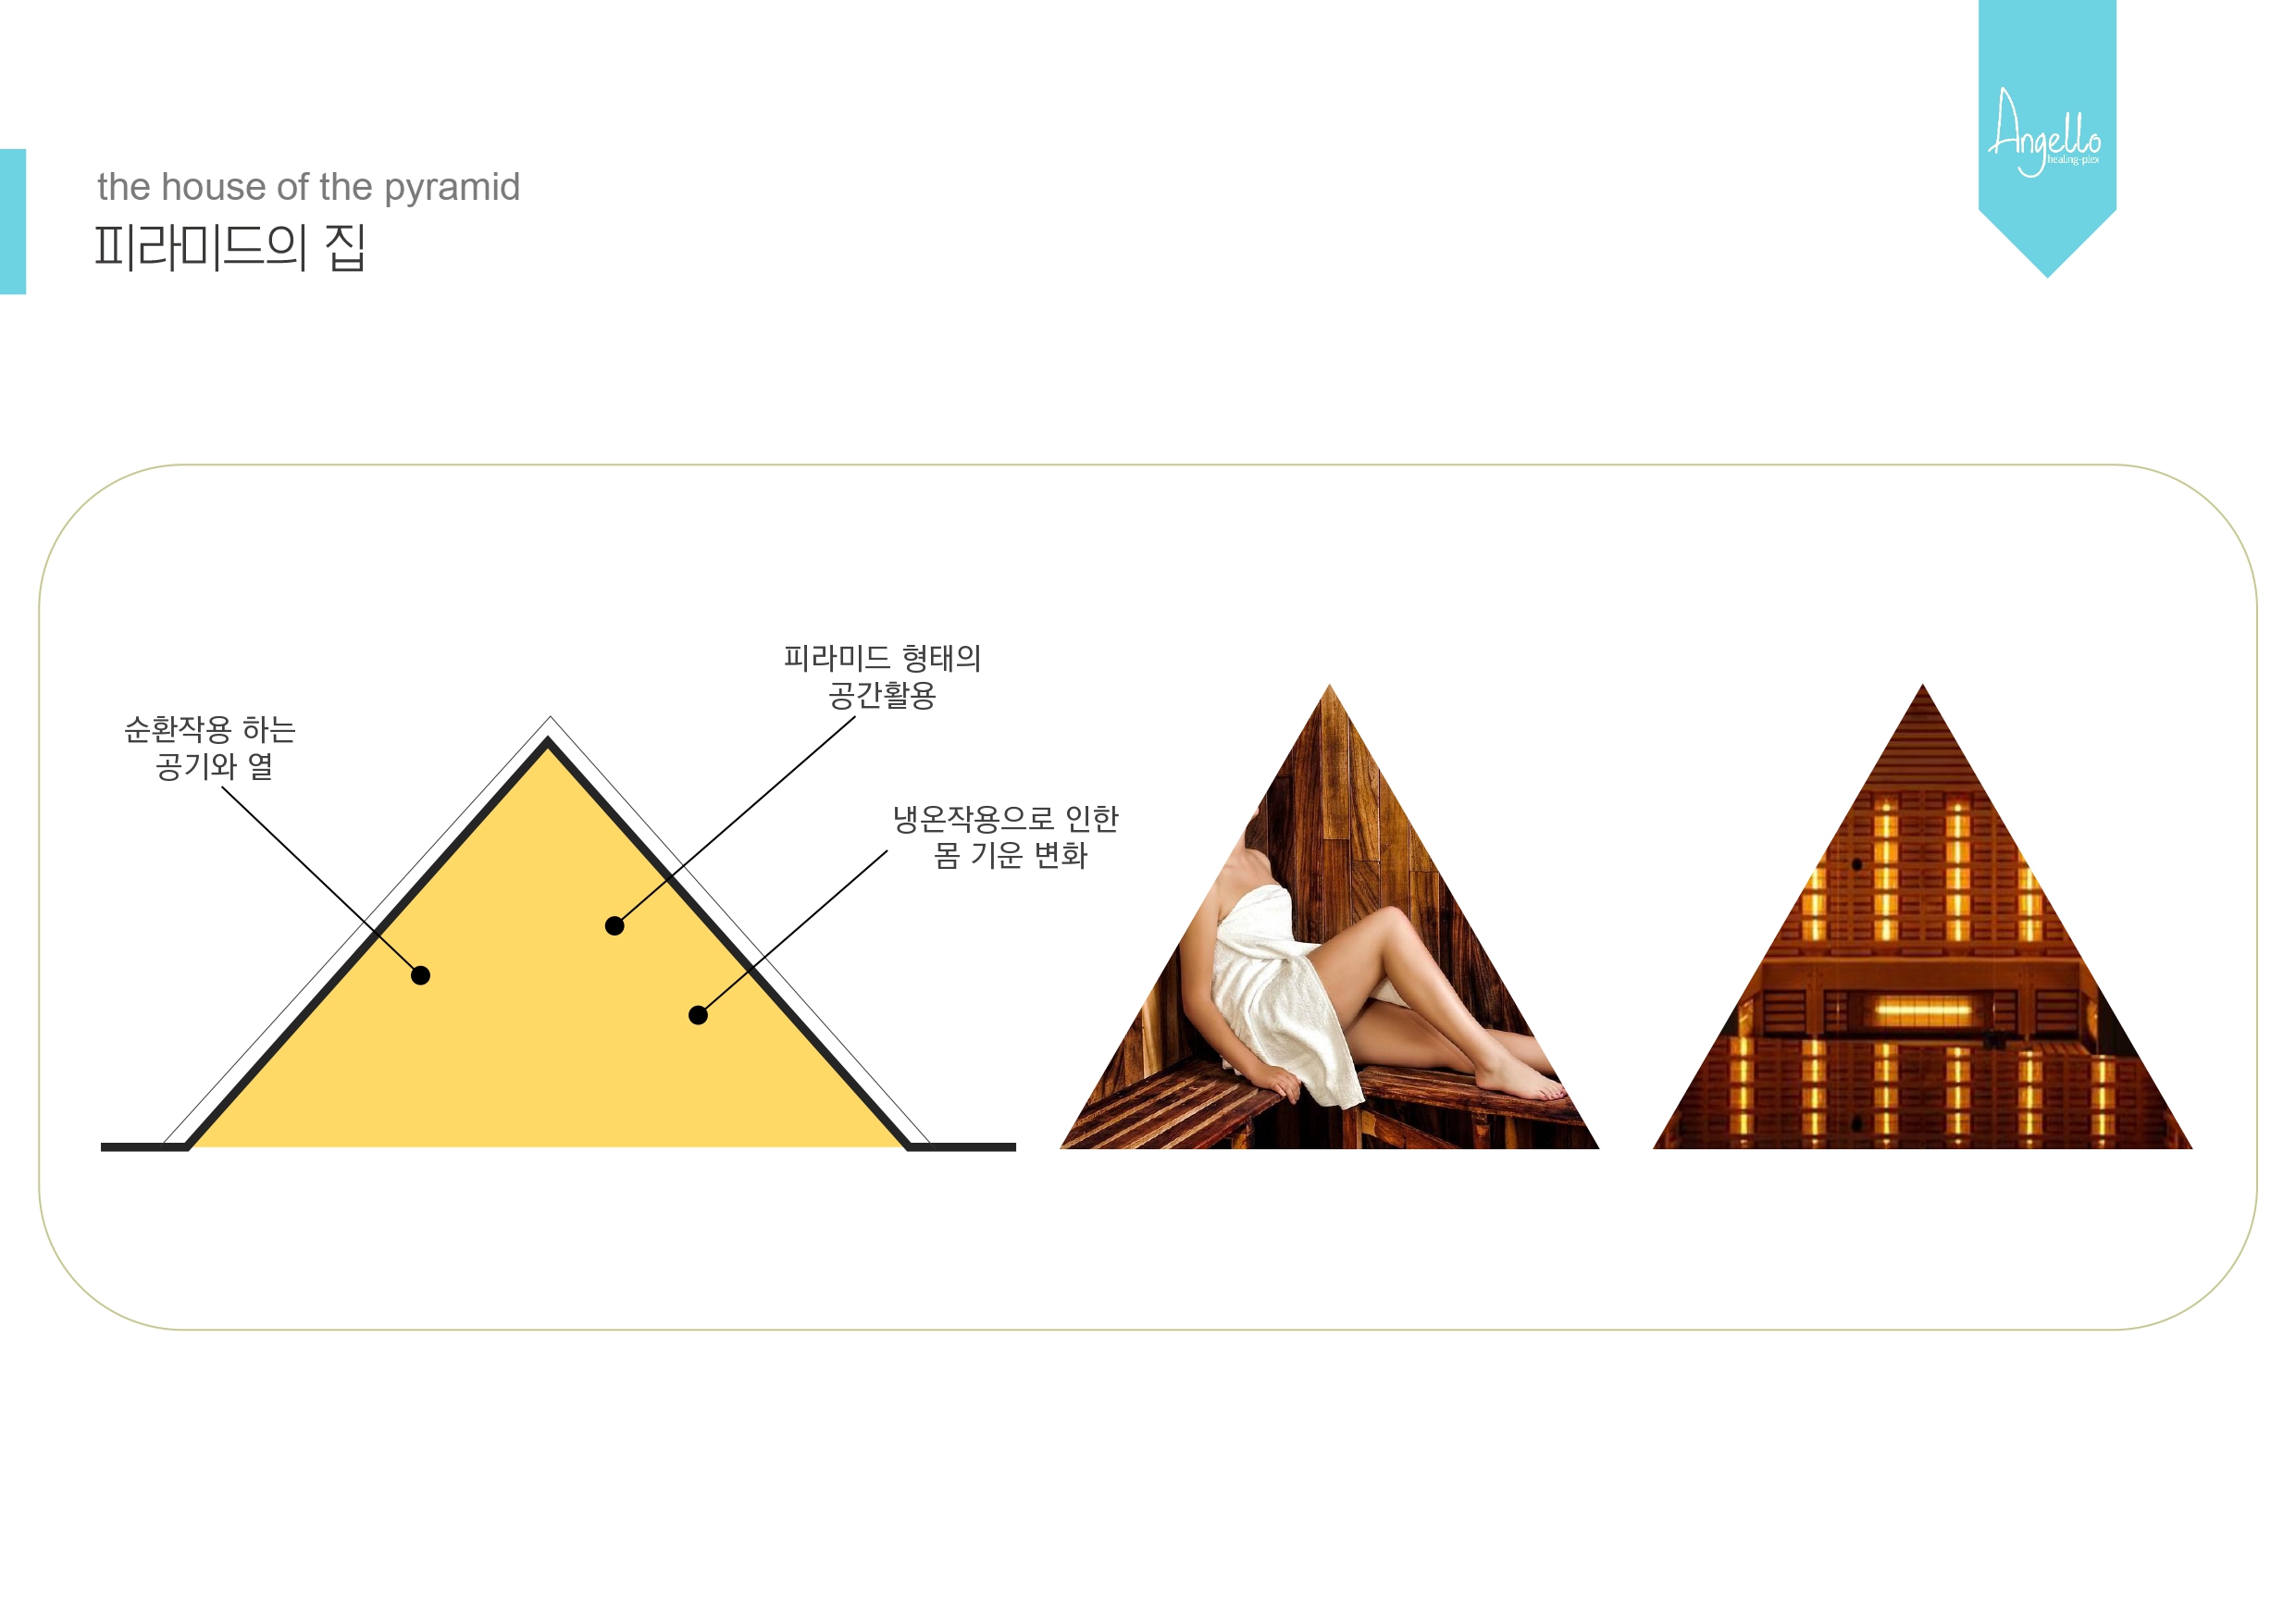 Angello
healing-plex
the house of the pyramid
피라미드의 집
피라미드 형태의
공간활용
순환작용 하는
공기와 열
냉온작용으로 인한
몸 기운 변화